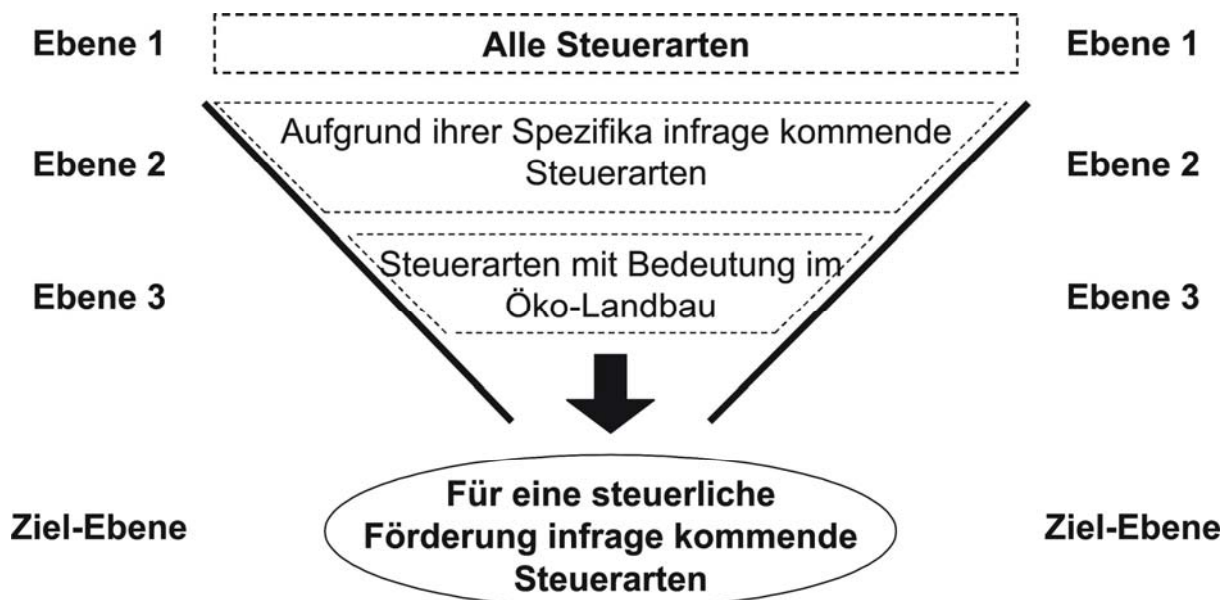 Ebene 1 Alle Steuerarten Ebene 1
Aufgrund ihrer Spezifika infrage kommende
Ebene 2 Steuerarten Ebene 2
Steuerarten mit Bedeutung im
Ebene 3 Öko-Landbau Ebene 3
Für eine steuerliche
Ziel-Ebene Förderung infrage kommende Ziel-Ebene
Steuerarten